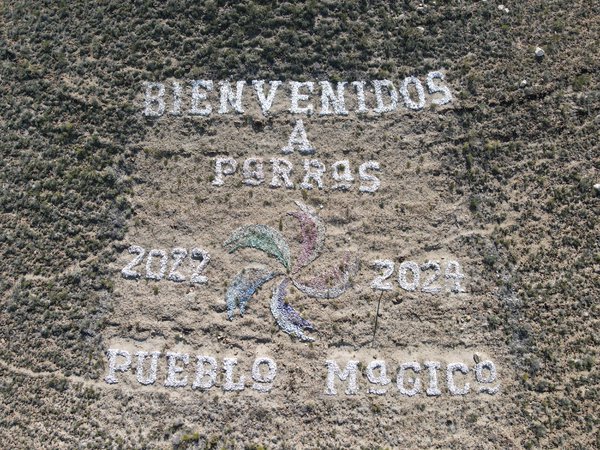 BIENVENIDOS
A
PaRRaS
2022 2024
PUEBLO MaGICO